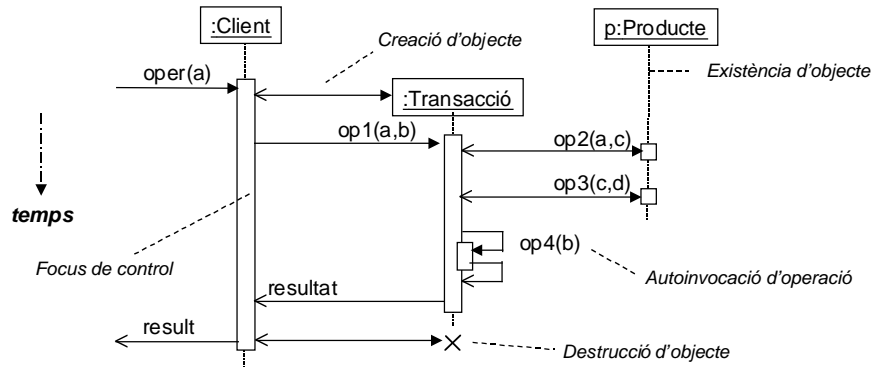 :Client
p:Producte
Creació d'objecte
oper(a)
Existència d'objecte
:Transacció
op1(a,b)
op2(a,c)
op3(c,d)
temps
op4(b)
Focus de control
Autoinvocació d'operació
resultat
result
Destrucció d'objecte